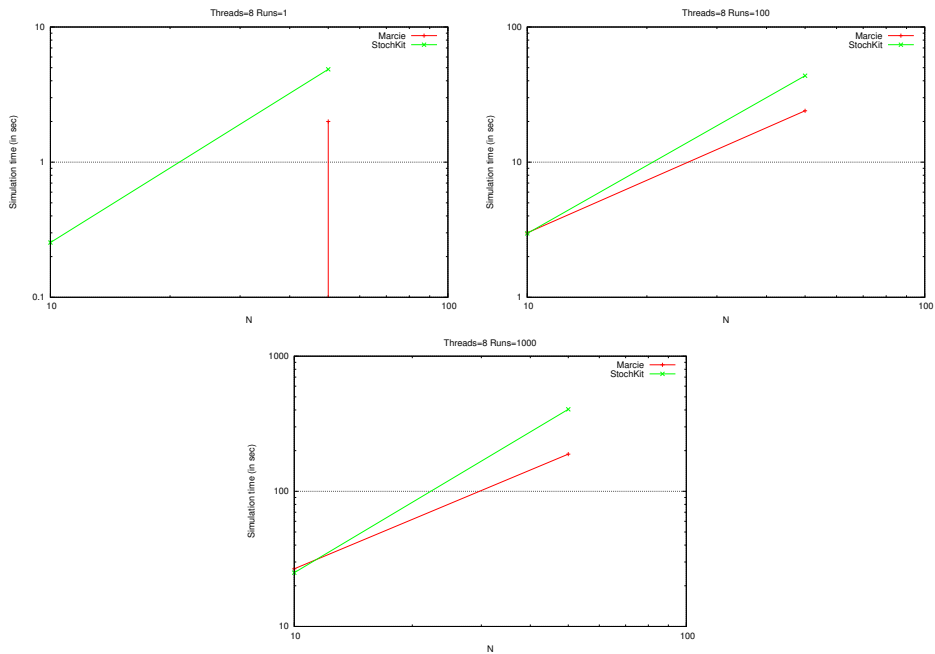 Threads=8 Runs=1
10
Marcie
StochKit
Simulation time (in sec)
1
0.1
10
100
N
Threads=8 Runs=100
100
Marcie
StochKit
Simulation time (in sec)
10
1
10
100
N
Threads=8 Runs=1000
1000
Marcie
StochKit
Simulation time (in sec)
100
10
10
100
N